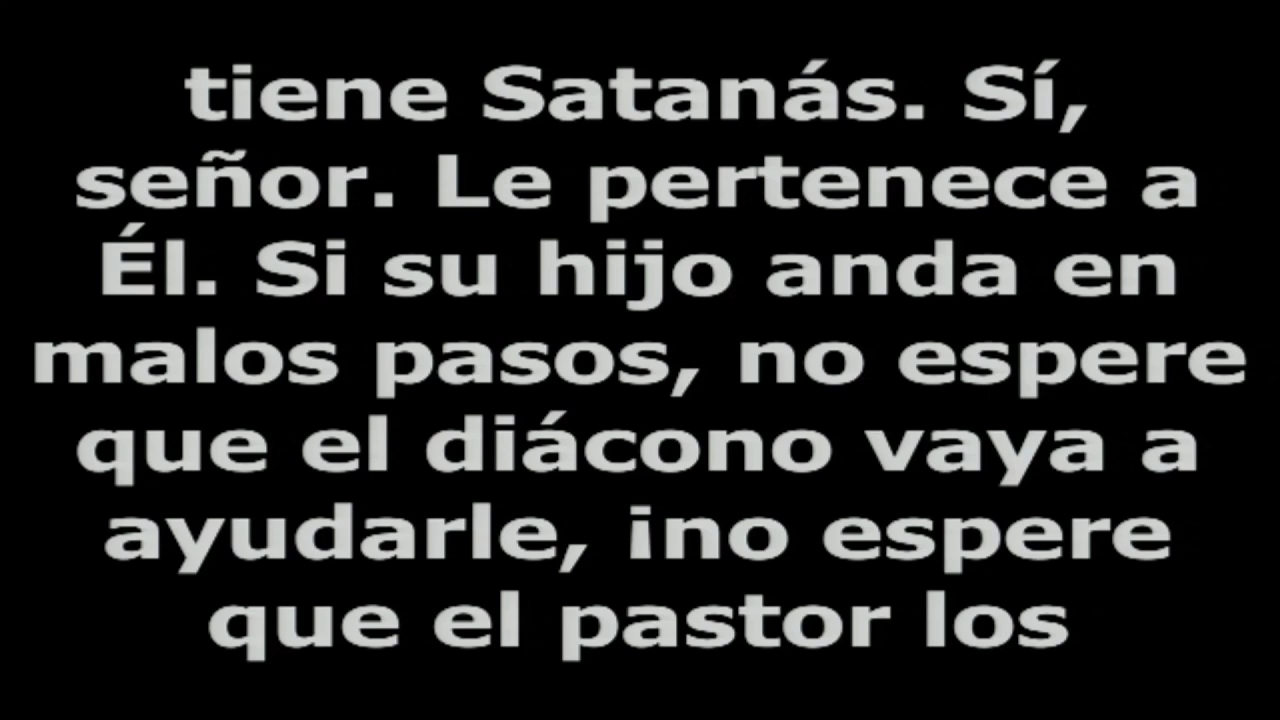 tiene Satanás. Sí,
señor. Le pertenece a
Él. Si su hijo anda en
malos pasos, no espere
que el diácono vaya a
ayudarle, ¡no espere
que el pastor los